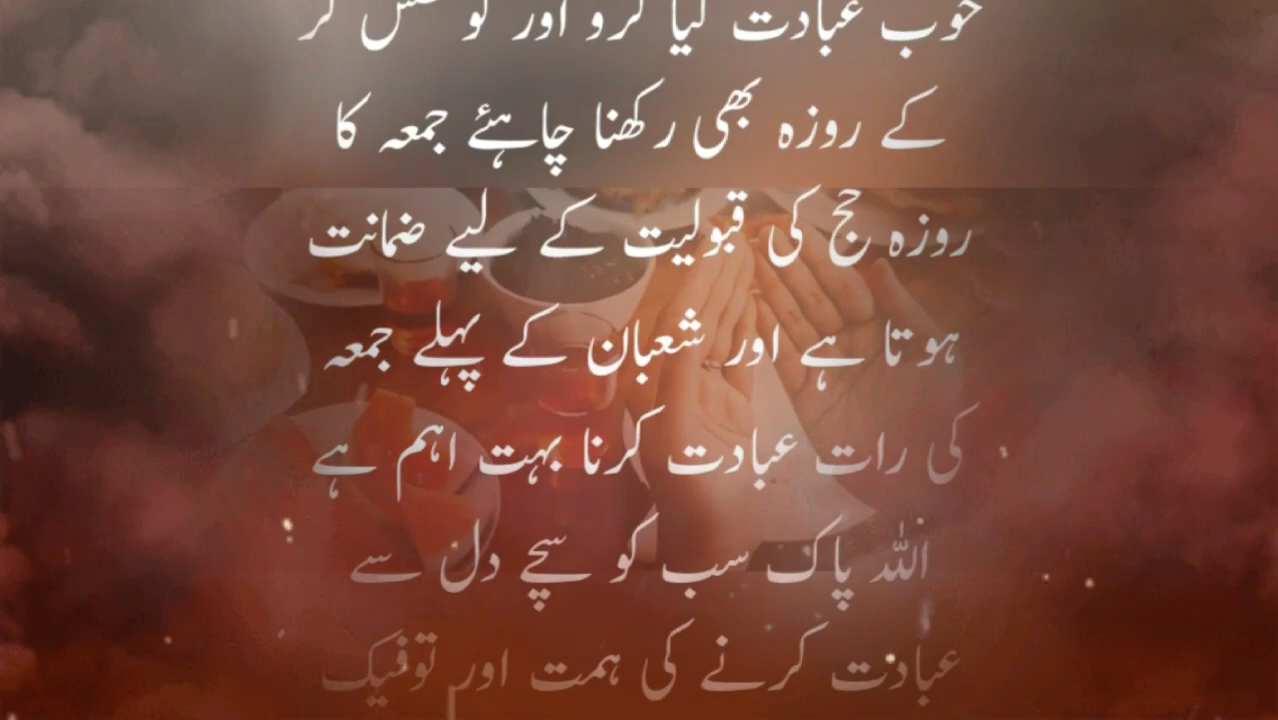 خوب عبادت کیا کرو اور کوشش کر
کے روزہ بھی رکھنا چاہئے جمعہ کا
روزہ حج کی قبولیت کے لیے ضمانت
ہوتا ہے اور شعبان کے پہلے جمعہ
کی رات عبادت کرنا بہت اہم ہے
اللہ پاک سب کو سچے دل سے
عبادت کرنے کی ہمت اور توفیک